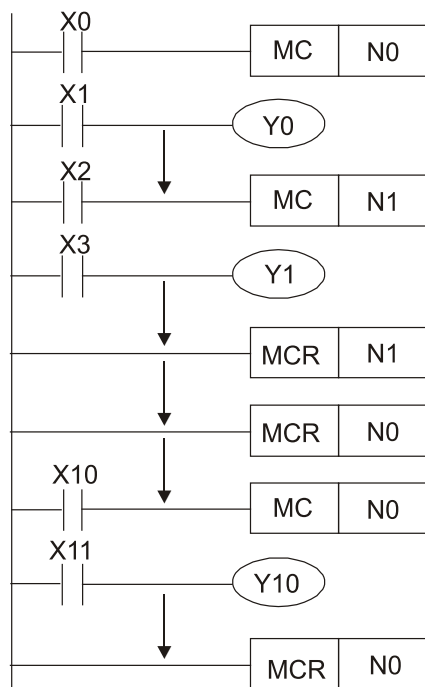 X0
MC N0
X1
Y0
X2
MC N1
X3
Y1
MCR N1
MCR N0
X10
MC N0
X11
Y10
MCR N0